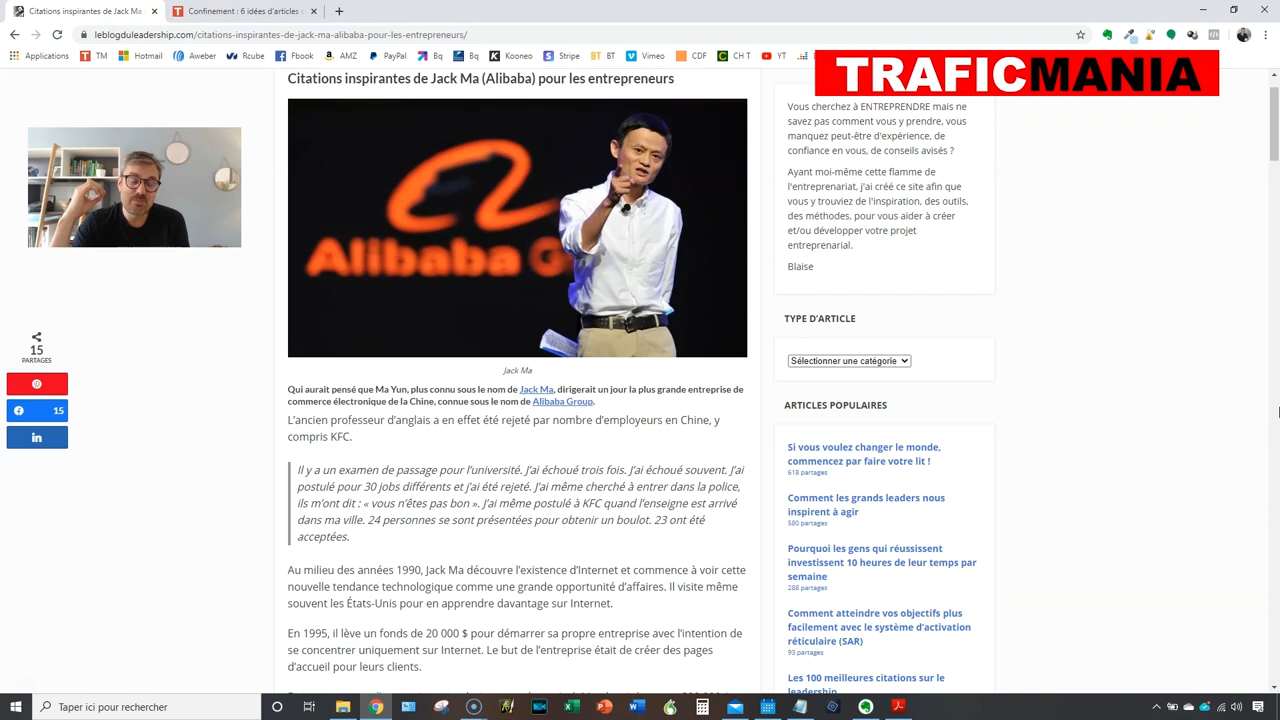 Citations inspirantes de Jack Ma
Confinement" : définition de C
leblogduleadership.com/citations-inspirantes-de-jack-ma-alibaba-pour-les-entrepreneurs/
Applications TM Hotmail Aweber Rcube Fbook AMZ PayPal Bq Kooneo Stripe BT Vimeo CDF CH T YT
TRAFICMANIA
Citations inspirantes de Jack Ma (Alibaba) pour les entrepreneurs
Alibaba G
Jack Ma
Qui aurait pensé que Ma Yun, plus connu sous le nom de Jack Ma, dirigerait un jour la plus grande entreprise de
commerce électronique de la Chine, connue sous le nom de Alibaba Group.
L'ancien professeur d'anglais a en effet été rejeté par nombre d'employeurs en Chine, y
compris KFC.
Il y a un examen de passage pour l'université. J'ai échoué trois fois. J'ai échoué souvent. J'ai
postulé pour 30 jobs différents et j'ai été rejeté. J'ai même cherché à entrer dans la police,
ils m'ont dit : « vous n'êtes pas bon ». J'ai même postulé à KFC quand l'enseigne est arrivé
dans ma ville. 24 personnes se sont présentées pour obtenir un boulot. 23 ont été
acceptées.
Au milieu des années 1990, Jack Ma découvre l'existence d'Internet et commence à voir cette
nouvelle tendance technologique comme une grande opportunité d'affaires. Il visite même
souvent les États-Unis pour en apprendre davantage sur Internet.
En 1995, il lève un fonds de 20 000 $ pour démarrer sa propre entreprise avec l'intention de
se concentrer uniquement sur Internet. Le but de l'entreprise était de créer des pages
d'accueil pour leurs clients.
15
PARTAGES
15
Vous cherchez à ENTREPRENDRE mais ne
savez pas comment vous y prendre, vous
manquez peut-être d'expérience, de
confiance en vous, de conseils avisés ?
Ayant moi-même cette flamme de
l'entreprenariat, j'ai créé ce site afin que
vous y trouviez de l'inspiration, des outils,
des méthodes, pour vous aider à créer
et/ou développer votre projet
entreprenarial.
Blaise
TYPE D'ARTICLE
Sélectionner une catégorie
ARTICLES POPULAIRES
Si vous voulez changer le monde,
commencez par faire votre lit !
618 partages
Comment les grands leaders nous
inspirent à agir
580 partages
Pourquoi les gens qui réussissent
investissent 10 heures de leur temps par
semaine
288 partages
Comment atteindre vos objectifs plus
facilement avec le système d'activation
réticulaire (SAR)
93 partages
Les 100 meilleures citations sur le
leadership
Taper ici pour rechercher